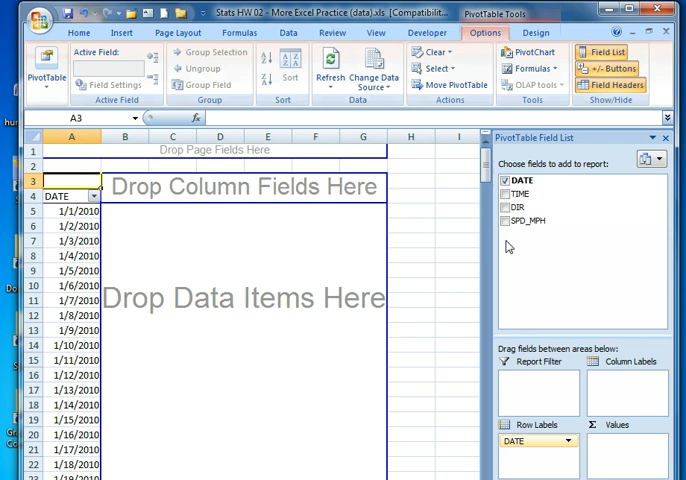 Stats HW 02 - More Excel Practice (data).xls [Compatibilit...
PivotTable Tools
Home Insert Page Layout Formulas Data Review View Developer Options Design
PivotTable
Active Field:
Field Settings
Active Field
Group Selection
Ungroup
Group Field
Group
Sort
Sort
Refresh
Change Data Source
Clear
Select
Move PivotTable
Actions
PivotChart
Formulas
OLAP tools
Tools
Field List
+/- Buttons
Field Headers
Show/Hide
A3
A B C D E F G H I
1 Drop Page Fields Here
2
3 Drop Column Fields Here
4 DATE
5 1/1/2010
6 1/2/2010
7 1/3/2010
8 1/4/2010
9 1/5/2010
10 1/6/2010
11 1/7/2010
Drop Data Items Here
12 1/8/2010
13 1/9/2010
14 1/10/2010
15 1/11/2010
16 1/12/2010
17 1/13/2010
18 1/14/2010
19 1/15/2010
20 1/16/2010
21 1/17/2010
22 1/18/2010
23 1/19/2010
PivotTable Field List
Choose fields to add to report:
DATE
TIME
DIR
SPD_MPH
Drag fields between areas below:
Report Filter
Column Labels
Row Labels
Σ Values
DATE